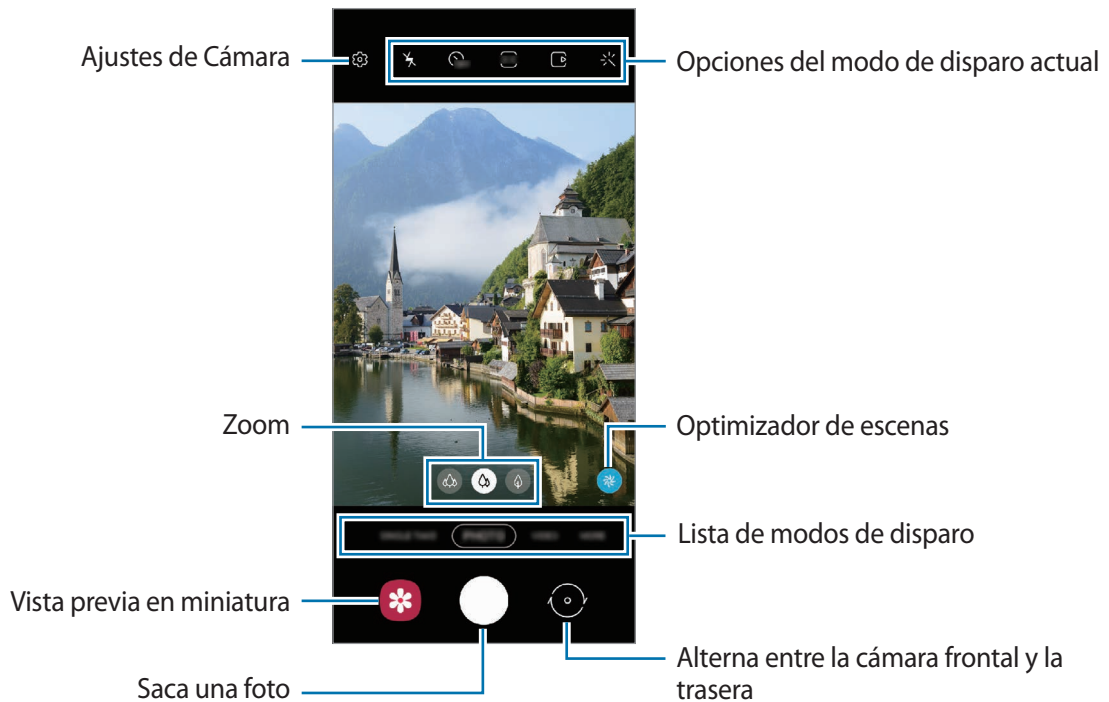 Ajustes de Cámara
Opciones del modo de disparo actual
Zoom
Optimizador de escenas
Lista de modos de disparo
Vista previa en miniatura
Alterna entre la cámara frontal y la
trasera
Saca una foto